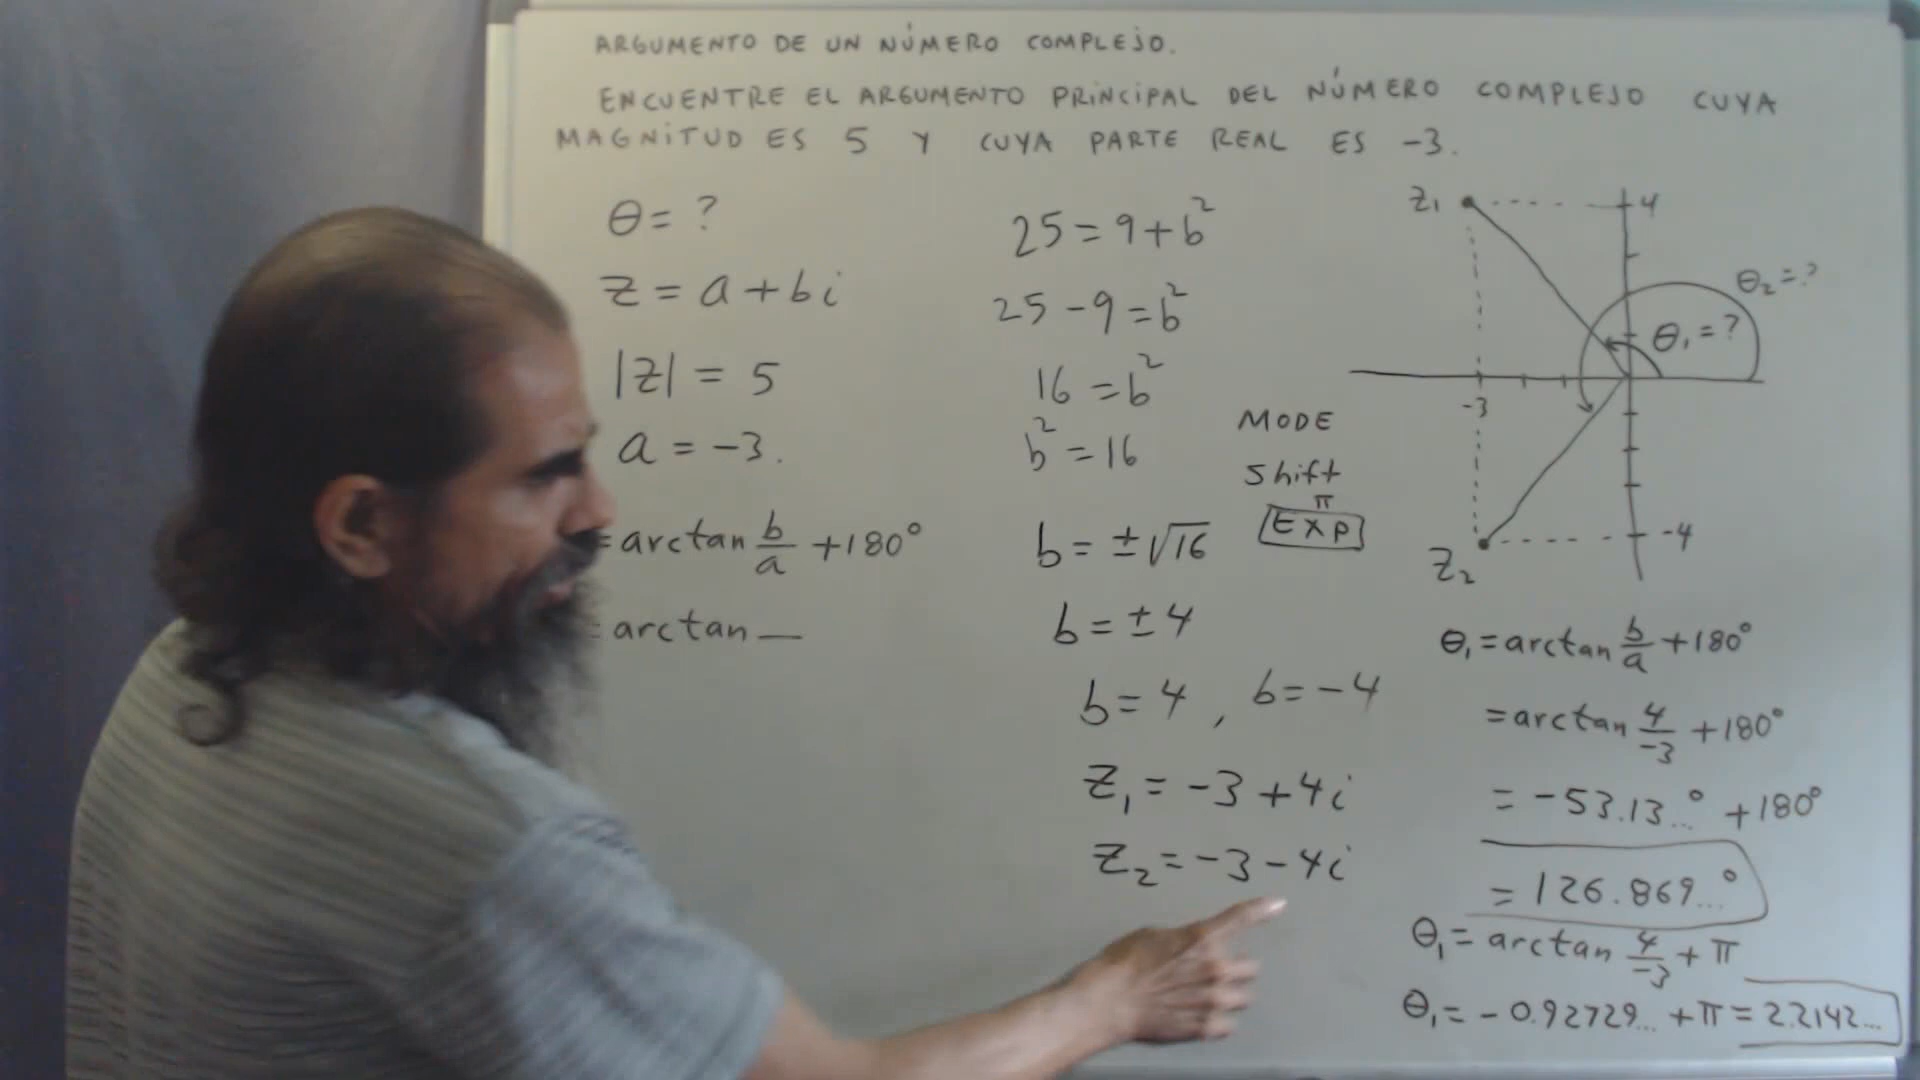 ARGUMENTO DE UN NÚMERO COMPLEJO.
ENCUENTRE EL ARGUMENTO PRINCIPAL DEL NÚMERO COMPLEJO CUYA
MAGNITUD ES 5 Y CUYA PARTE REAL ES -3.
θ = ?
z = a + bi
|z| = 5
a = -3.
= arctan b/a + 180°
= arctan —
25 = 9 + b²
25 - 9 = b²
16 = b²
b² = 16
b = ±√16
b = ± 4
b = 4 , b = -4
z₁ = -3 + 4i
z₂ = -3 - 4i
MODE
Shift
π
EXP
z₁
4
θ₂ = ?
θ₁ = ?
-3
-4
z₂
θ₁ = arctan b/a + 180°
= arctan 4/-3 + 180°
= -53.13...° + 180°
= 126.869...°
θ₁ = arctan 4/-3 + π
θ₁ = - 0.92729... + π = 2.2142...